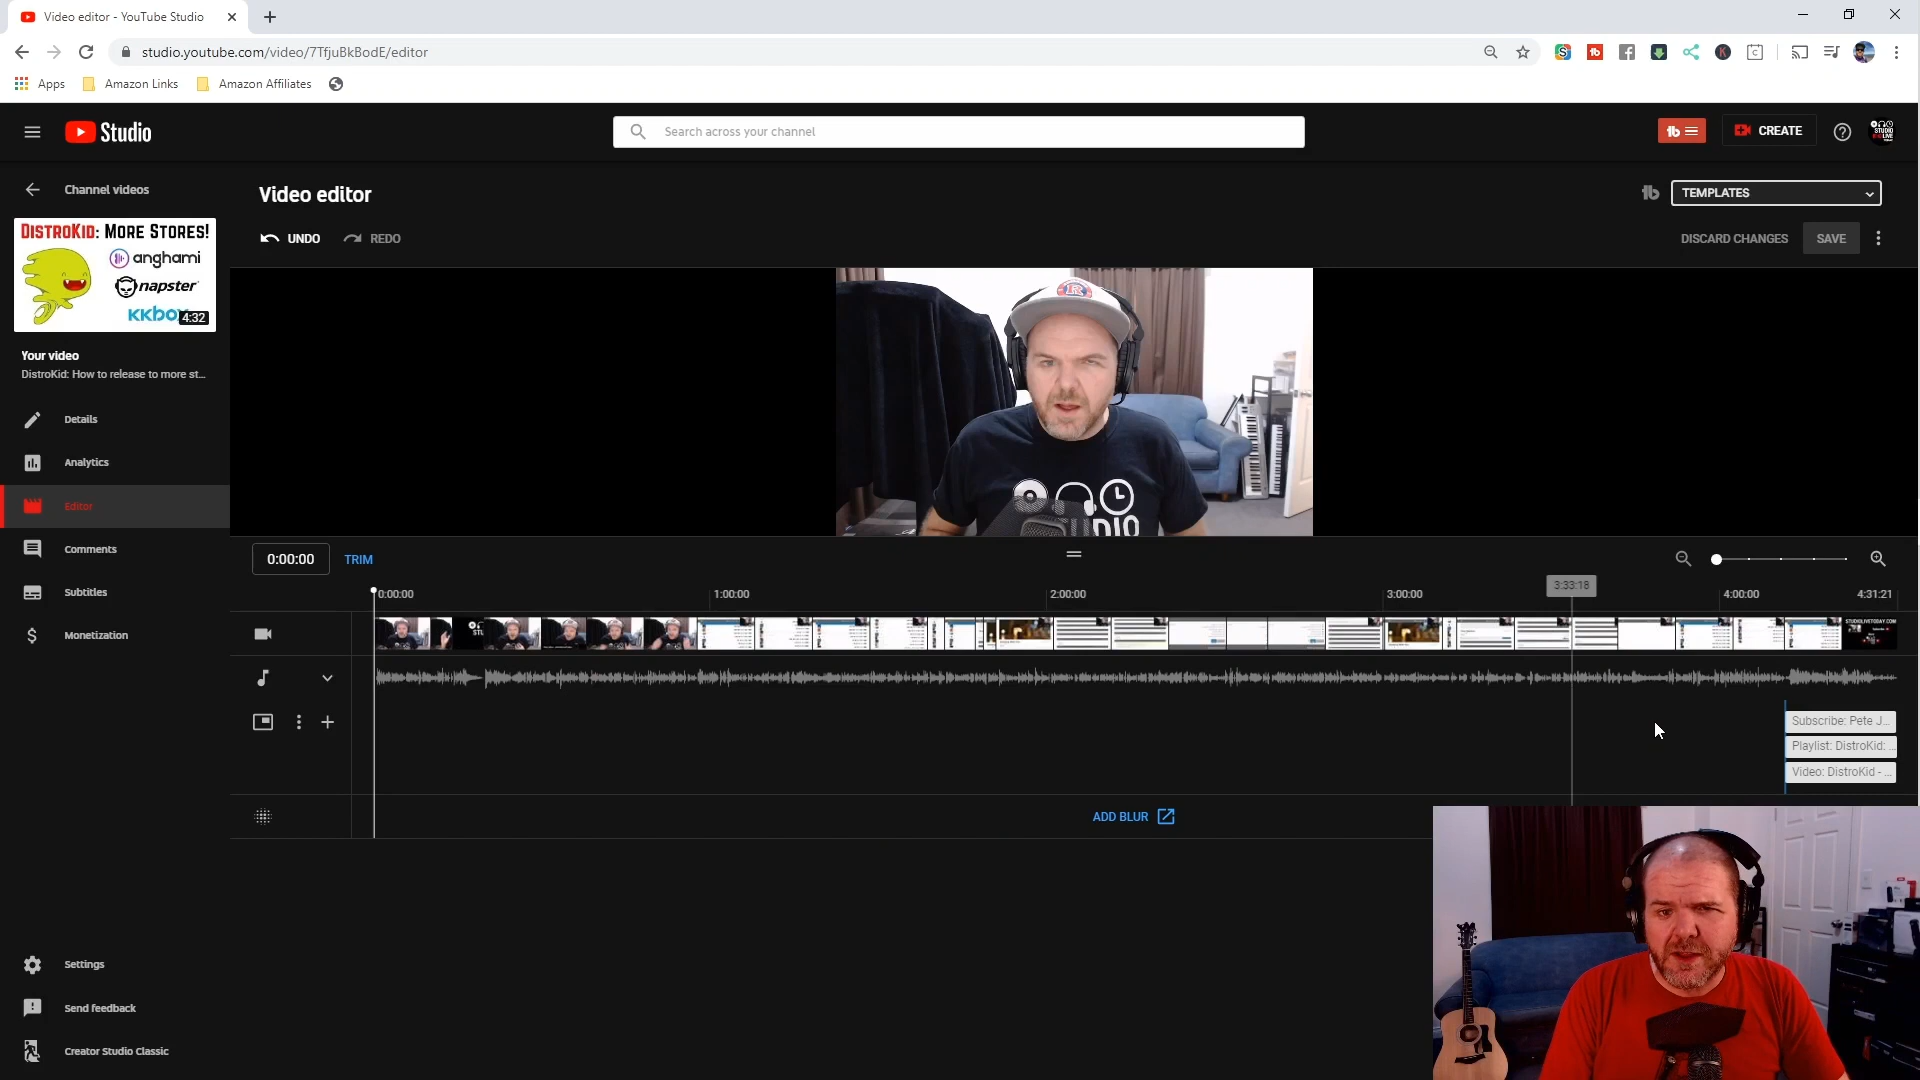 Video editor - YouTube Studio
studio.youtube.com/video/7TfjuBkBodE/editor
Apps
Amazon Links
Amazon Affiliates
Studio
Search across your channel
CREATE
Channel videos
Video editor
TEMPLATES
DISTROKID: MORE STORES!
anghami
napster
KKBO
4:32
UNDO
REDO
DISCARD CHANGES
SAVE
Your video
DistroKid: How to release to more st...
Details
Analytics
Editor
Comments
Subtitles
Monetization
STUDIO
0:00:00
TRIM
3:33:18
0:00:00
1:00:00
2:00:00
3:00:00
4:00:00
4:31:21
STUDIOLIVETODAY.COM
Subscribe: Pete J...
Playlist: DistroKid: ...
Video: DistroKid - ...
ADD BLUR
Settings
Send feedback
Creator Studio Classic